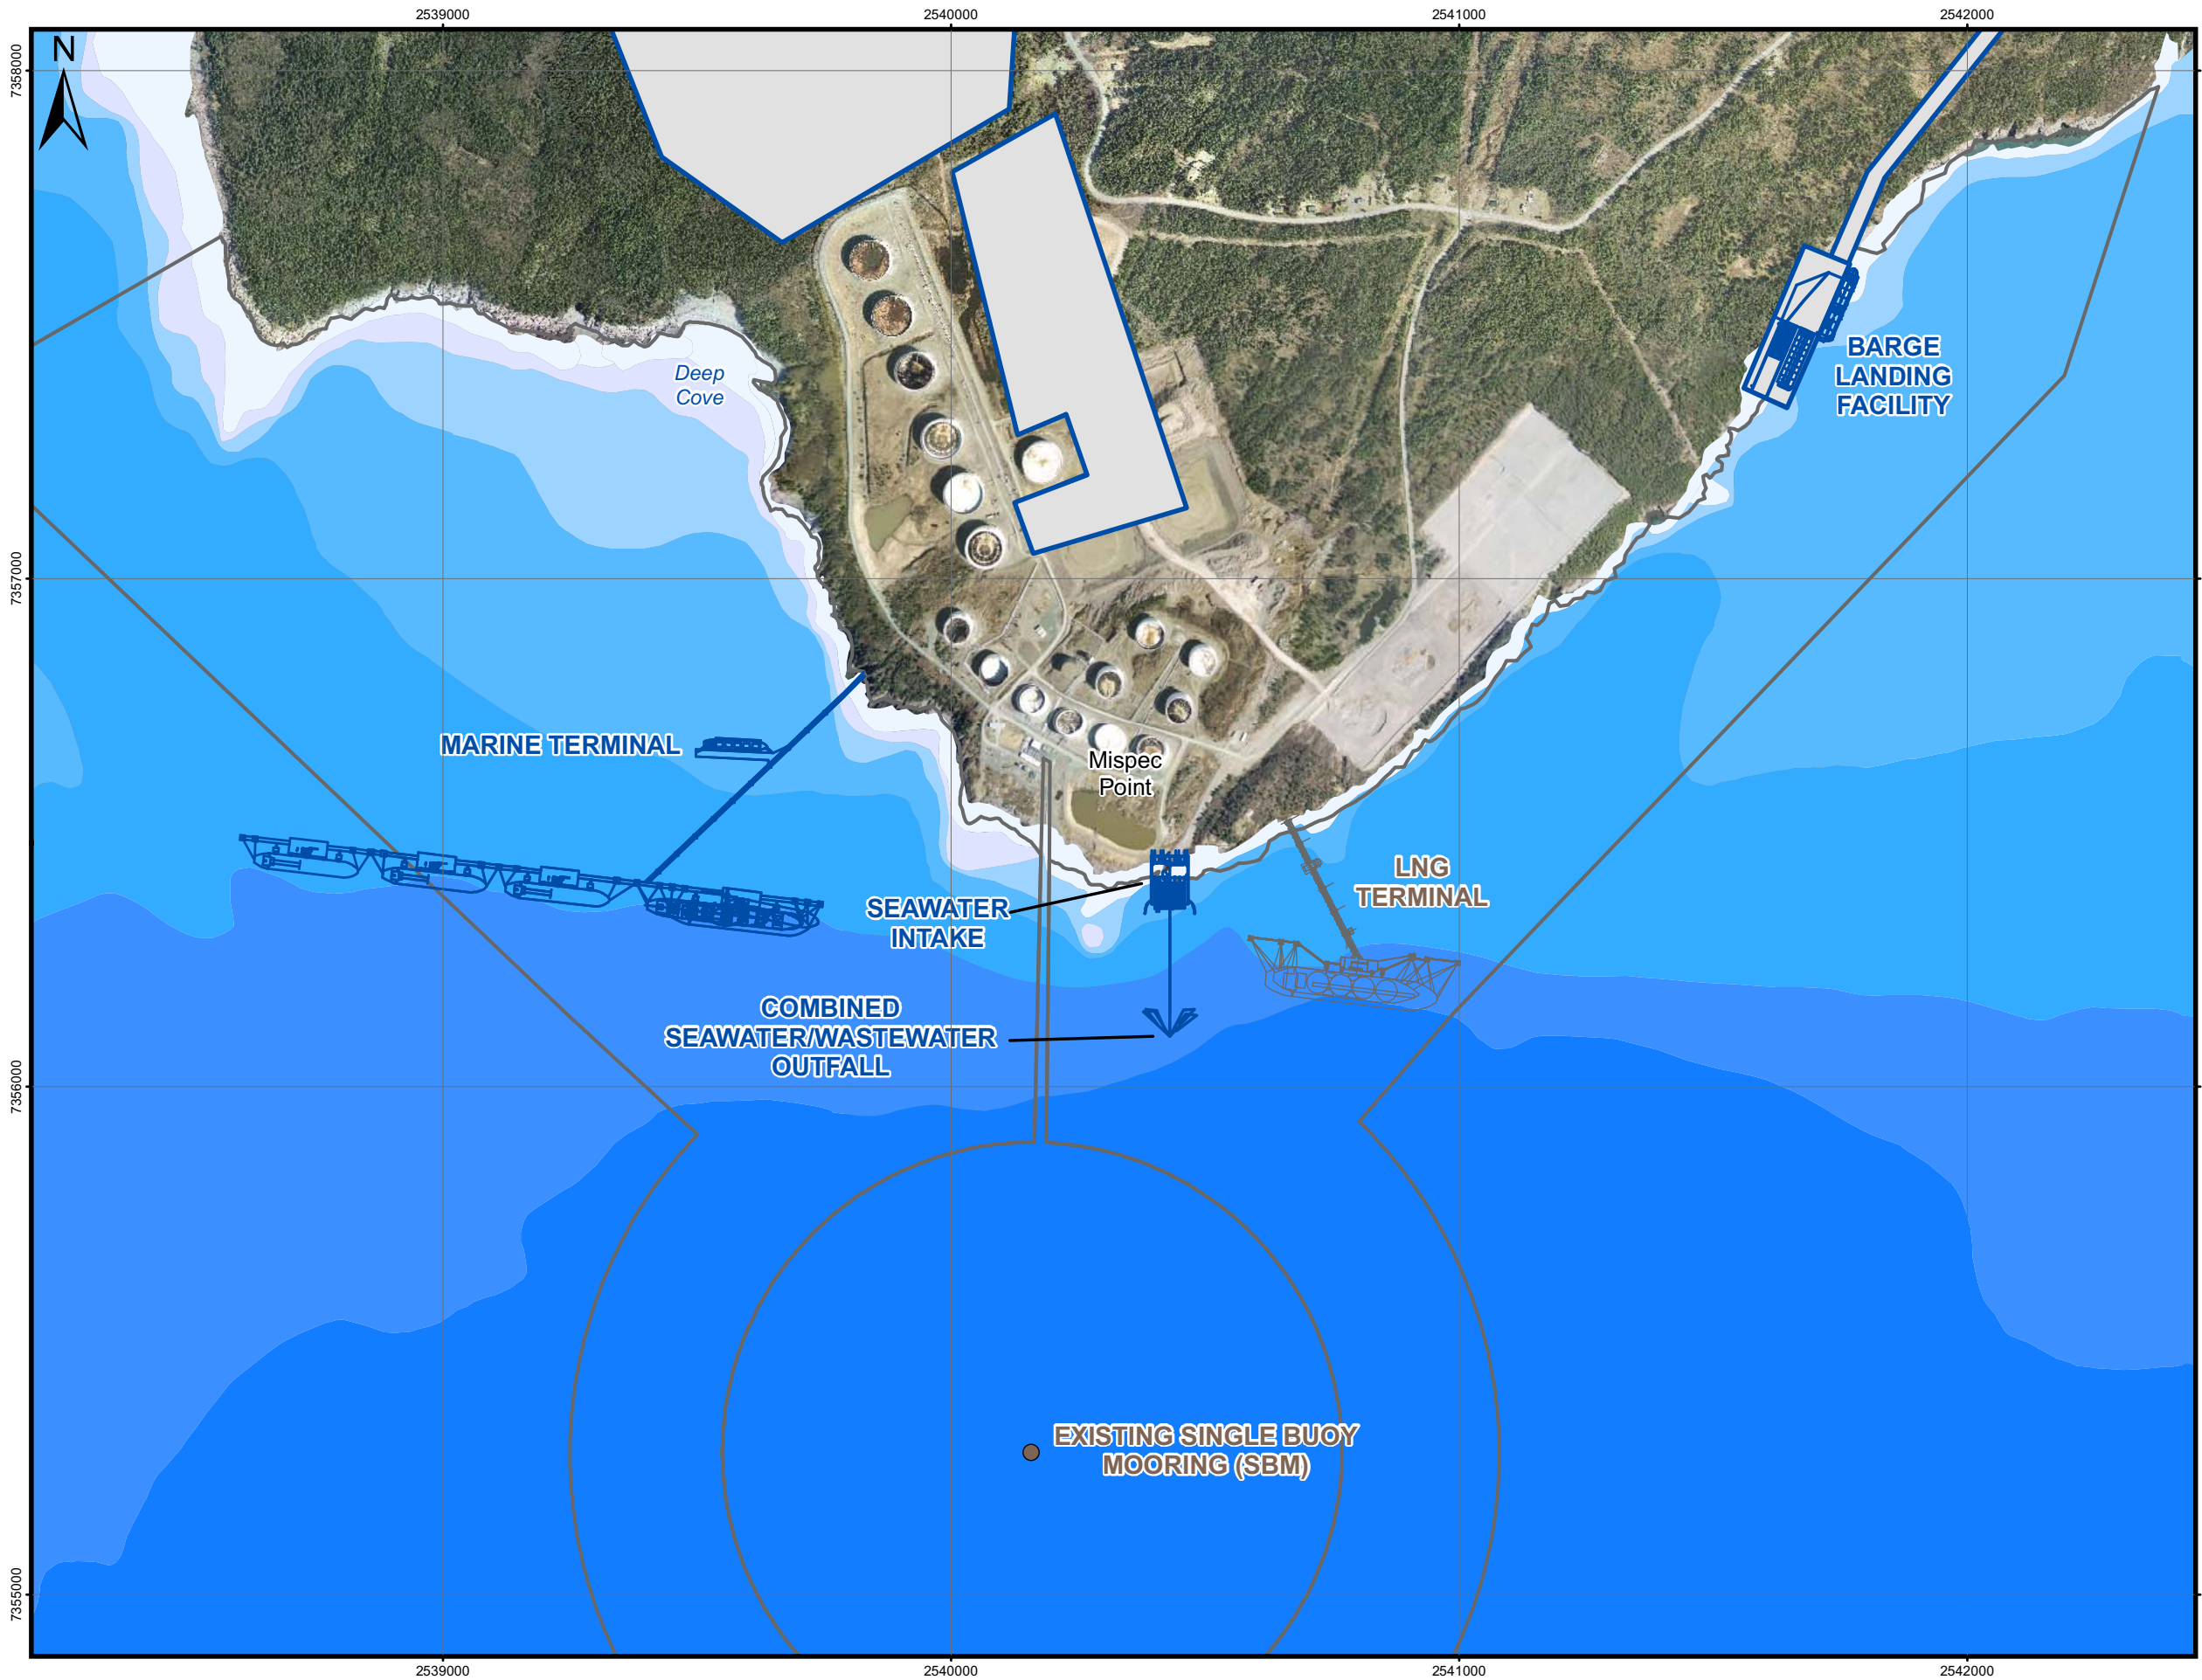 2539000
2540000
2541000
2542000
N
7358000
7357000
7356000
7355000
Deep
Cove
BARGE
LANDING
FACILITY
MARINE TERMINAL
Mispec
Point
LNG
TERMINAL
SEAWATER
INTAKE
COMBINED
SEAWATER/WASTEWATER
OUTFALL
EXISTING SINGLE BUOY
MOORING (SBM)
2539000
2540000
2541000
2542000